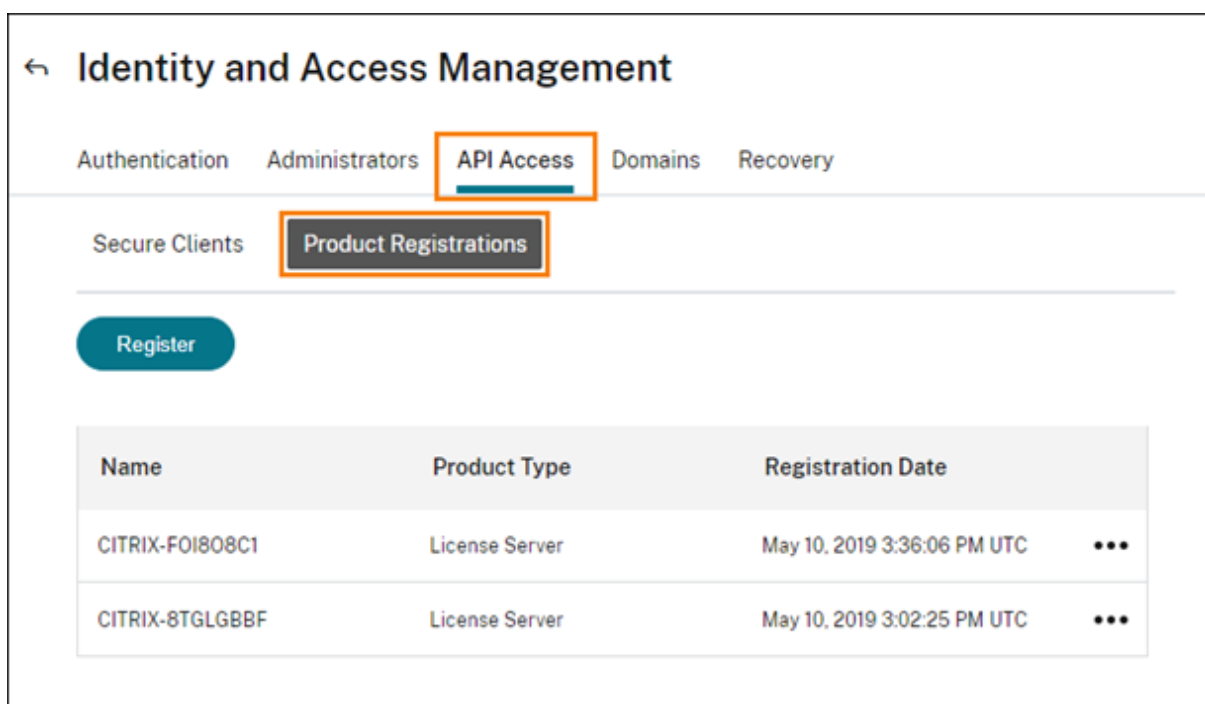 Identity and Access Management
Authentication Administrators API Access Domains Recovery
Secure Clients Product Registrations
Register
Name Product Type Registration Date
CITRIX-FOI8O8C1 License Server May 10, 2019 3:36:06 PM UTC
CITRIX-8TGLGBBF License Server May 10, 2019 3:02:25 PM UTC